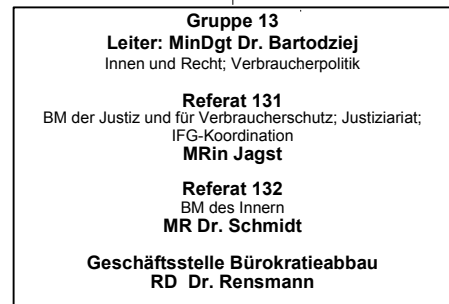 Gruppe 13
Leiter: MinDgt Dr. Bartodziej
Innen und Recht; Verbraucherpolitik
Referat 131
BM der Justiz und für Verbraucherschutz; Justiziariat;
IFG-Koordination
MRin Jagst
Referat 132
BM des Innern
MR Dr. Schmidt
Geschäftsstelle Bürokratieabbau
RD Dr. Rensmann